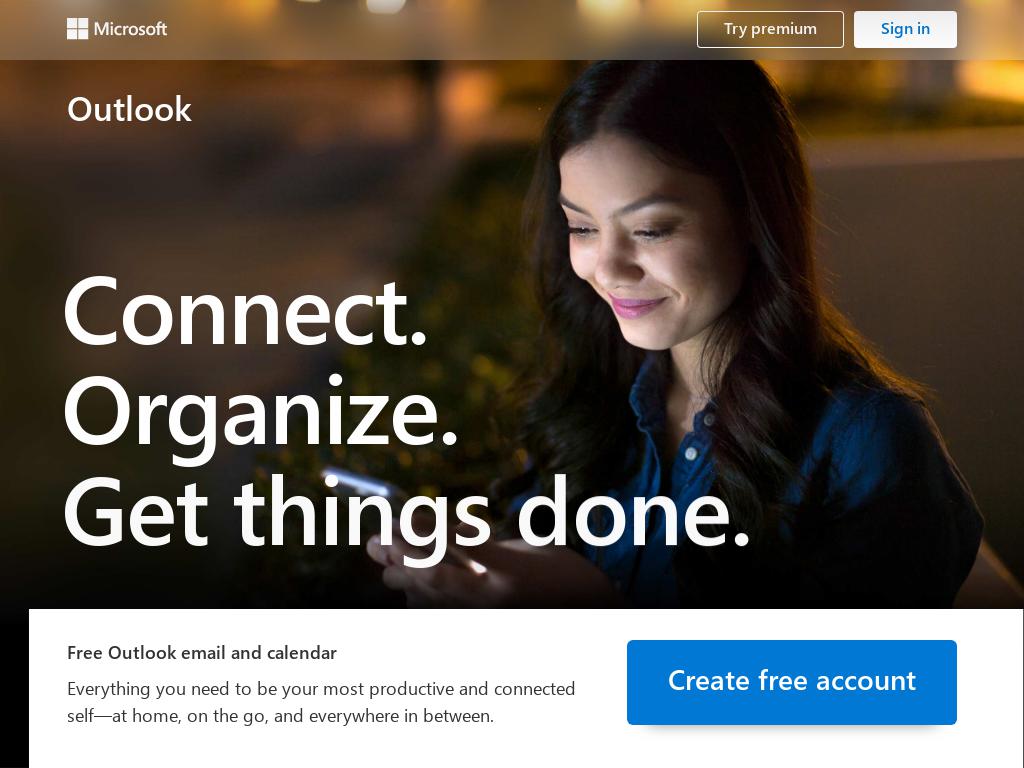 Microsoft
Try premium
Sign in
Outlook
Connect.
Organize.
Get things done.
Free Outlook email and calendar
Everything you need to be your most productive and connected
self—at home, on the go, and everywhere in between.
Create free account